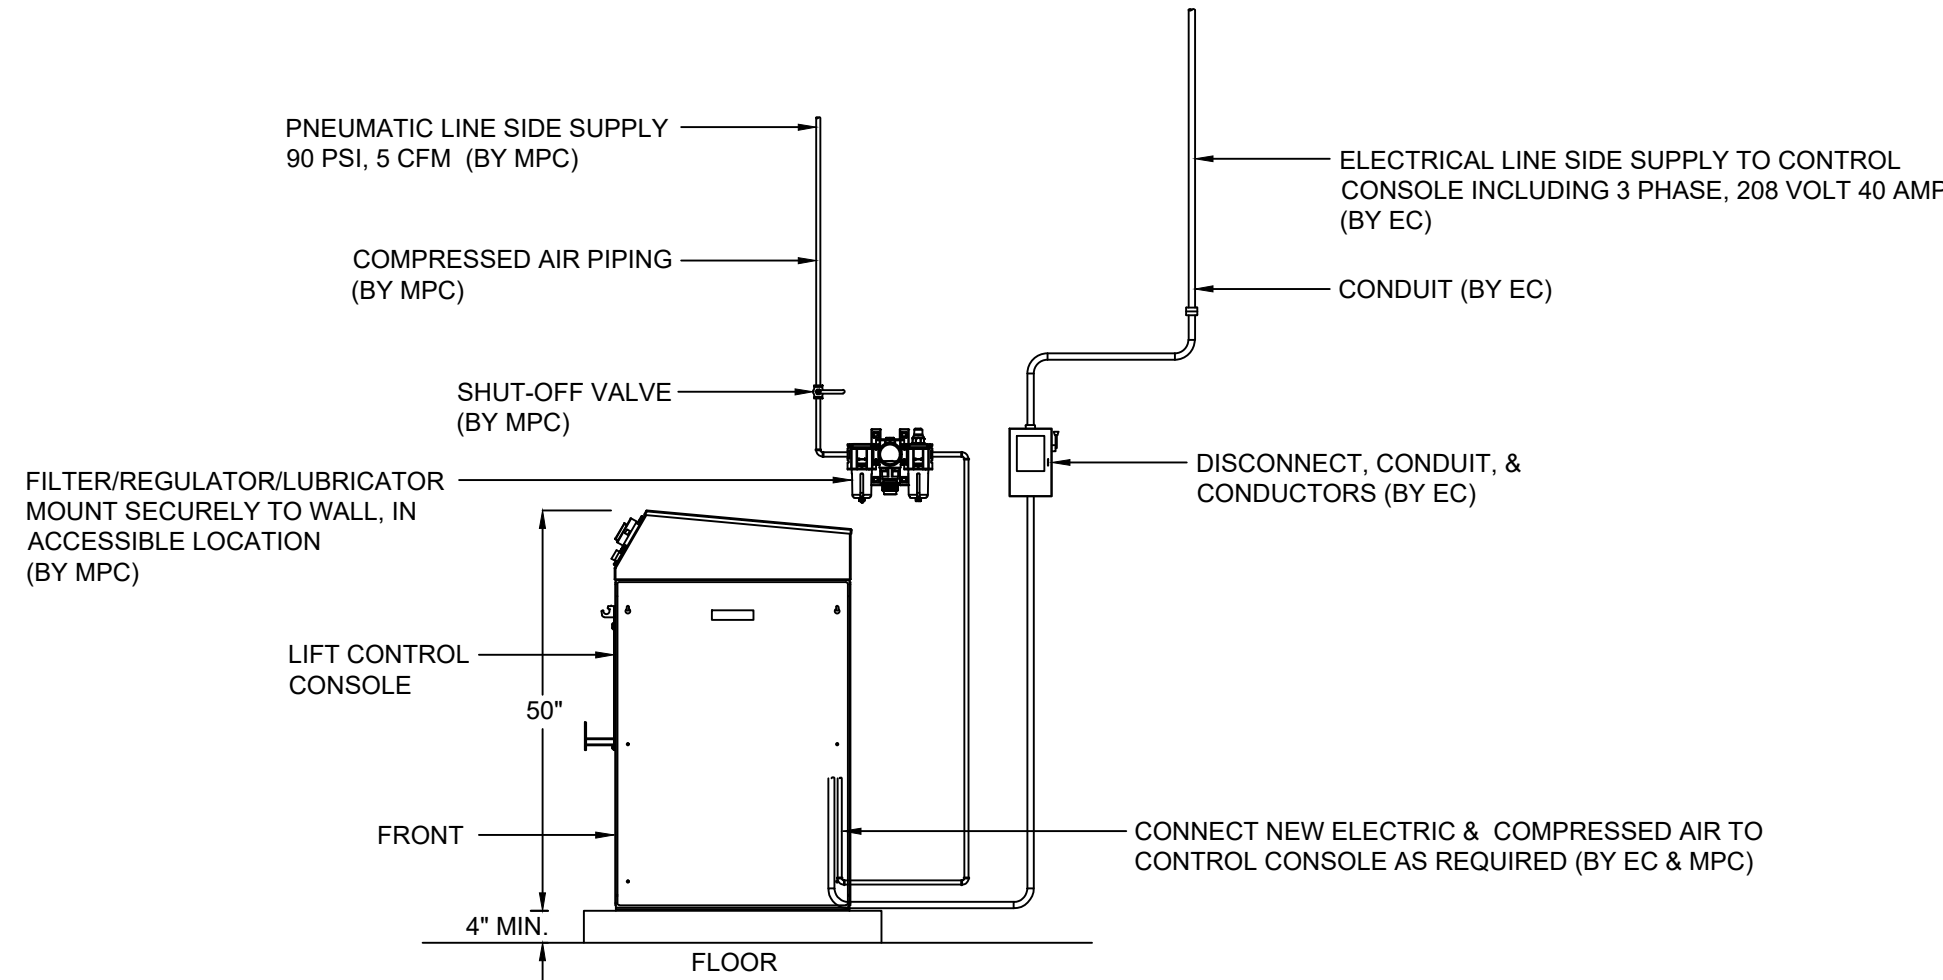 PNEUMATIC LINE SIDE SUPPLY
90 PSI, 5 CFM (BY MPC)
ELECTRICAL LINE SIDE SUPPLY TO CONTROL
CONSOLE INCLUDING 3 PHASE, 208 VOLT 40 AMP
(BY EC)
COMPRESSED AIR PIPING
(BY MPC)
CONDUIT (BY EC)
SHUT-OFF VALVE
(BY MPC)
FILTER/REGULATOR/LUBRICATOR
MOUNT SECURELY TO WALL, IN
ACCESSIBLE LOCATION
(BY MPC)
DISCONNECT, CONDUIT, &
CONDUCTORS (BY EC)
LIFT CONTROL
CONSOLE
50"
FRONT
CONNECT NEW ELECTRIC & COMPRESSED AIR TO
CONTROL CONSOLE AS REQUIRED (BY EC & MPC)
4" MIN.
FLOOR